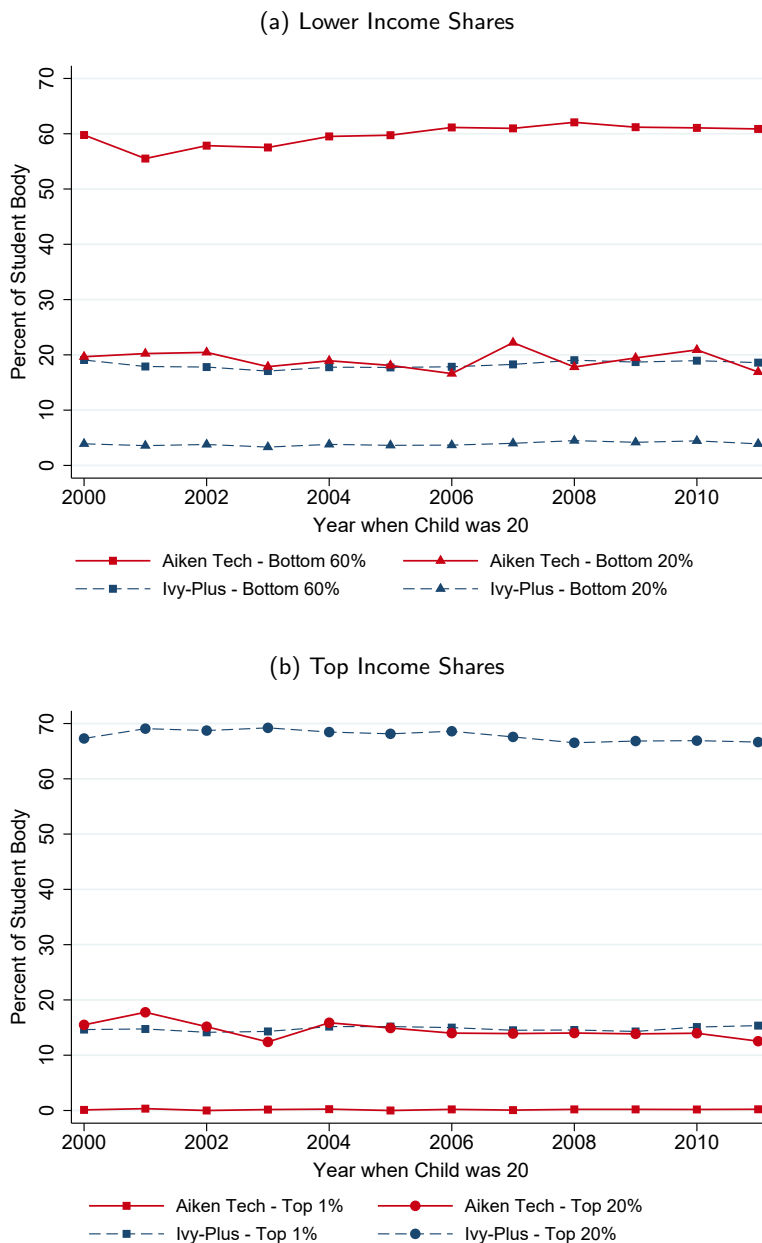 (a) Lower Income Shares
Percent of Student Body
70
60
50
40
30
20
10
0
2000 2002 2004 2006 2008 2010
Year when Child was 20
Aiken Tech - Bottom 60% Aiken Tech - Bottom 20%
Ivy-Plus - Bottom 60% Ivy-Plus - Bottom 20%
(b) Top Income Shares
Percent of Student Body
70
60
50
40
30
20
10
0
2000 2002 2004 2006 2008 2010
Year when Child was 20
Aiken Tech - Top 1% Aiken Tech - Top 20%
Ivy-Plus - Top 1% Ivy-Plus - Top 20%